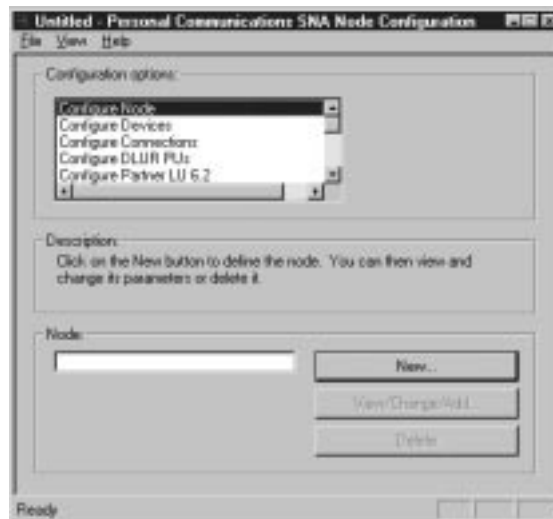 Untitled - Personal Communications SNA Node Configuration
File View Help
Configuration options:
Configure Node
Configure Devices
Configure Connections
Configure DLUR PUs
Configure Partner LU 6.2
Description:
Click on the New button to define the node. You can then view and
change its parameters or delete it.
Node:
New...
View/Change/Add...
Delete
Ready